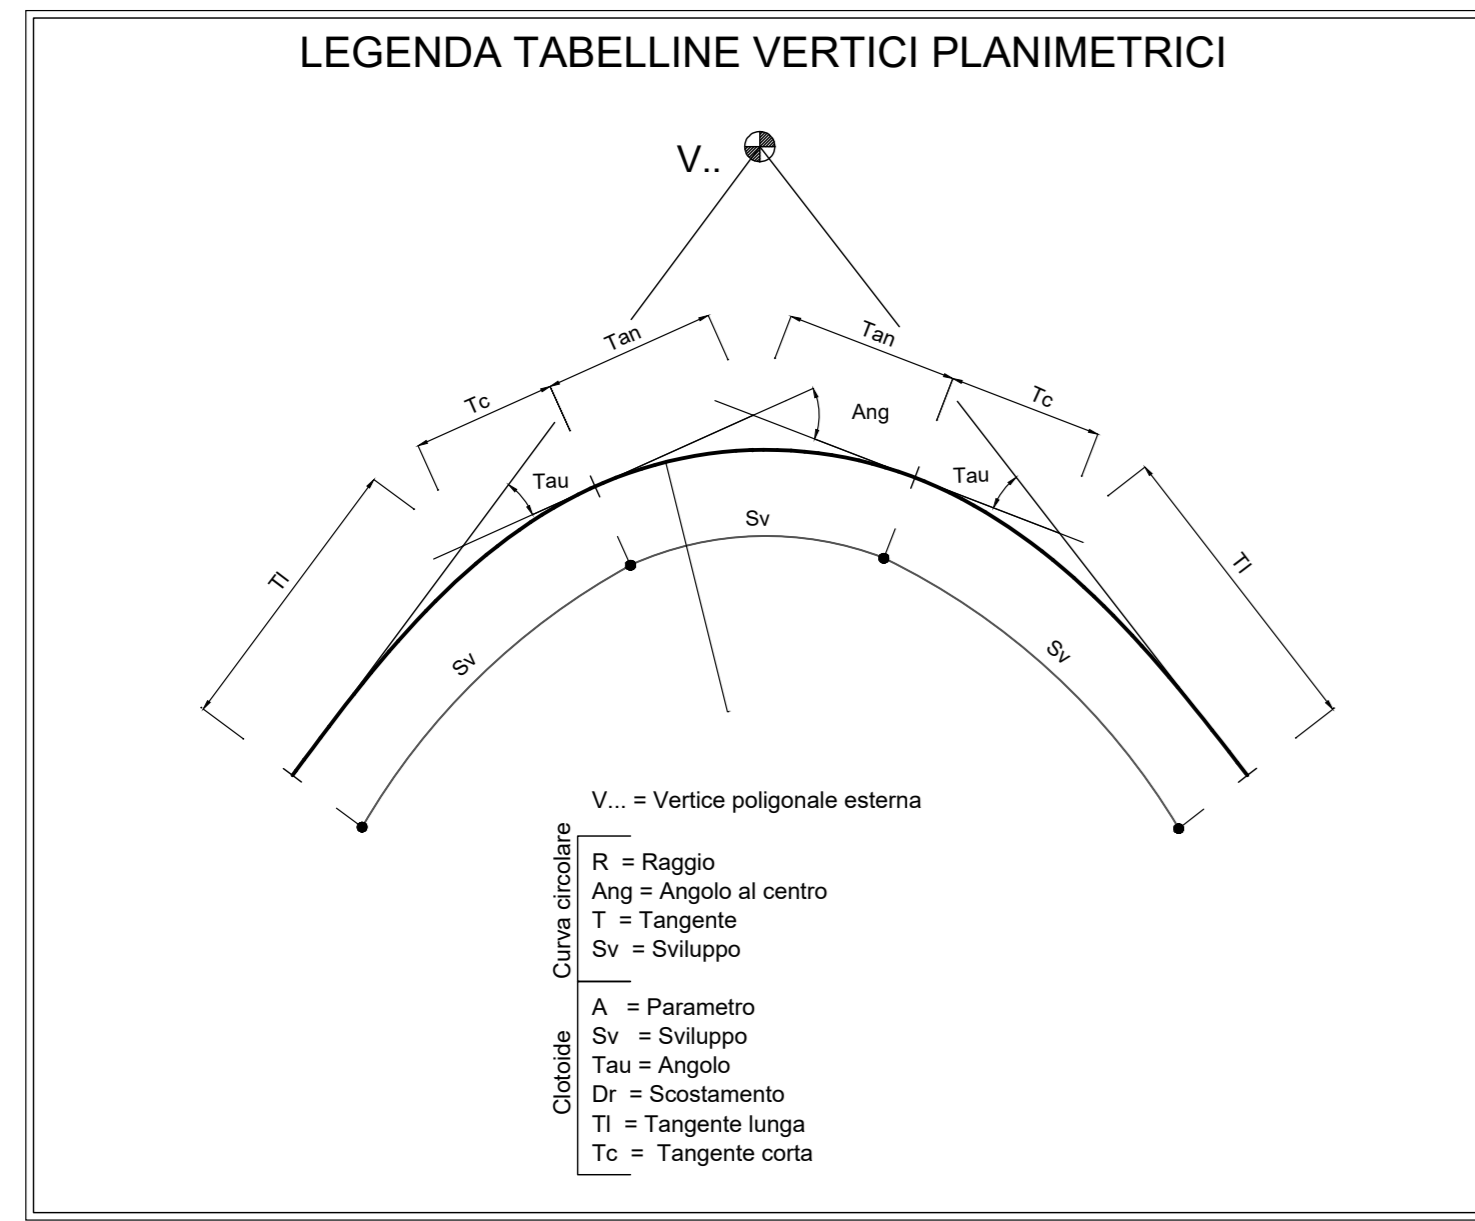 LEGENDA TABELLINE VERTICI PLANIMETRICI
V..
Tan
Tan
Tc
Tc
Ang
Tau
Tau
Sv
Tl
Tl
Sv
Sv
V... = Vertice poligonale esterna
Curva circolare
R = Raggio
Ang = Angolo al centro
T = Tangente
Sv = Sviluppo
Clotoide
A = Parametro
Sv = Sviluppo
Tau = Angolo
Dr = Scostamento
Tl = Tangente lunga
Tc = Tangente corta